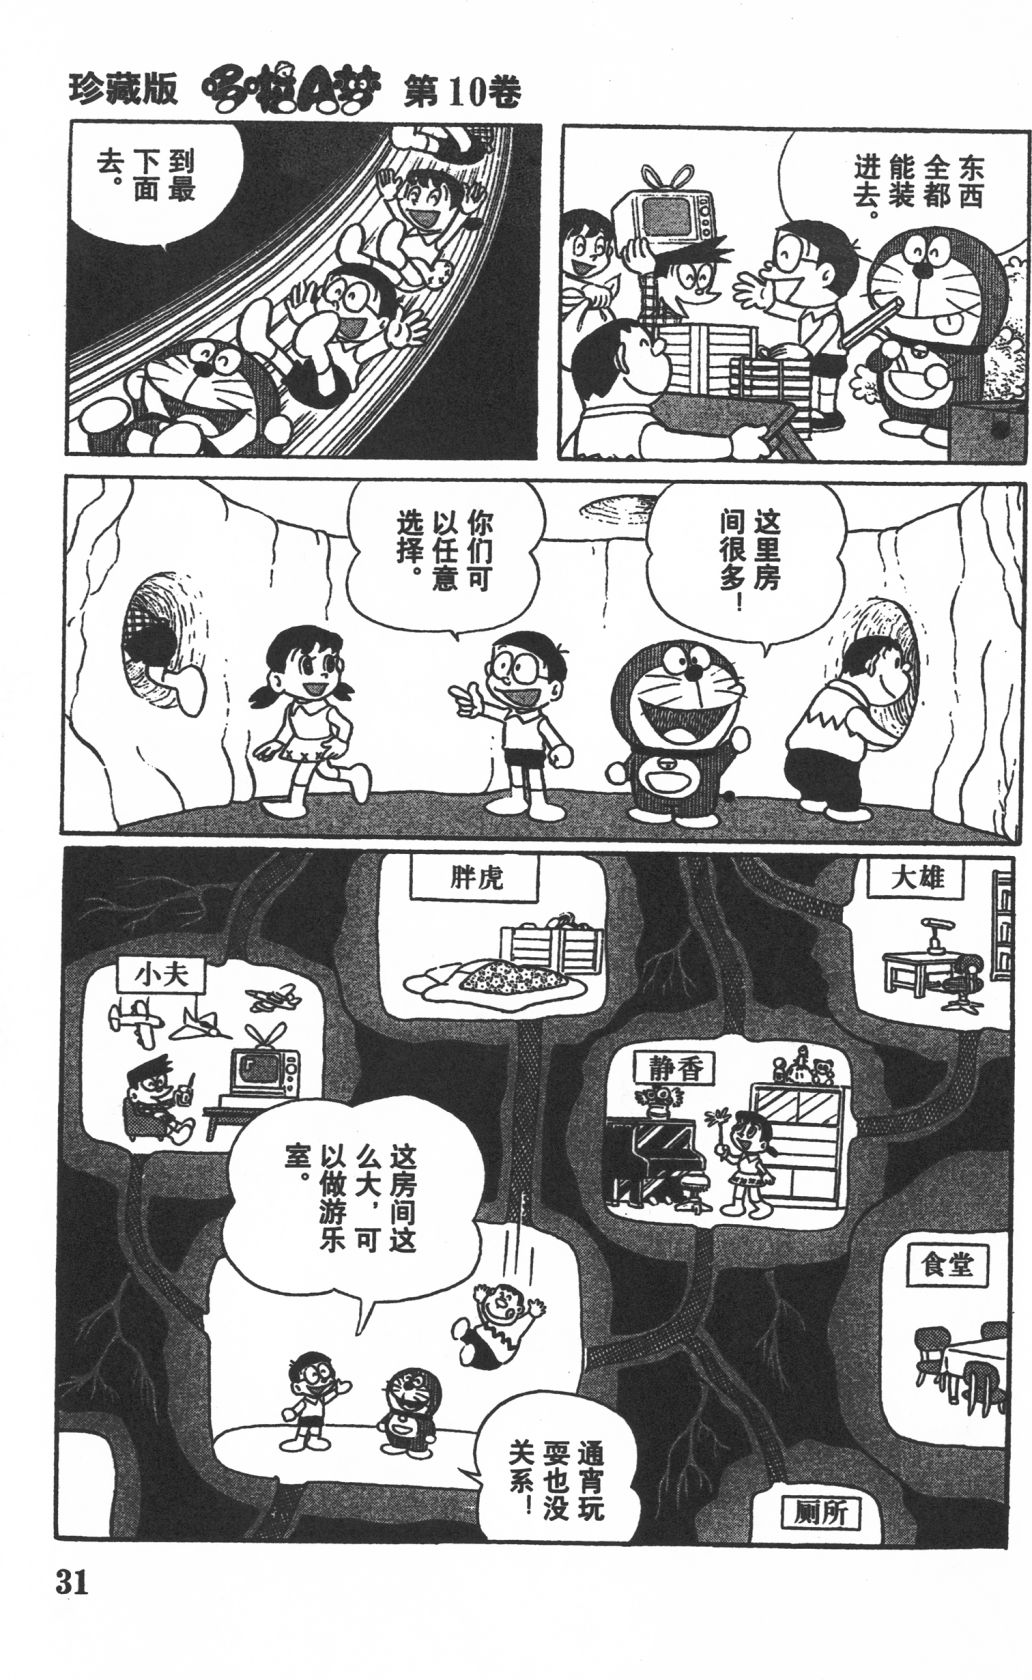 珍藏版 哆啦A梦 第10卷
东西
全都
能装
进去。
到最
下面
去。
这里房
间很多！
你们可
以任意
选择。
大雄
胖虎
小夫
静香
这房间这
么大，可
以做游乐
室。
食堂
通宵玩
耍也没
关系！
厕所
31